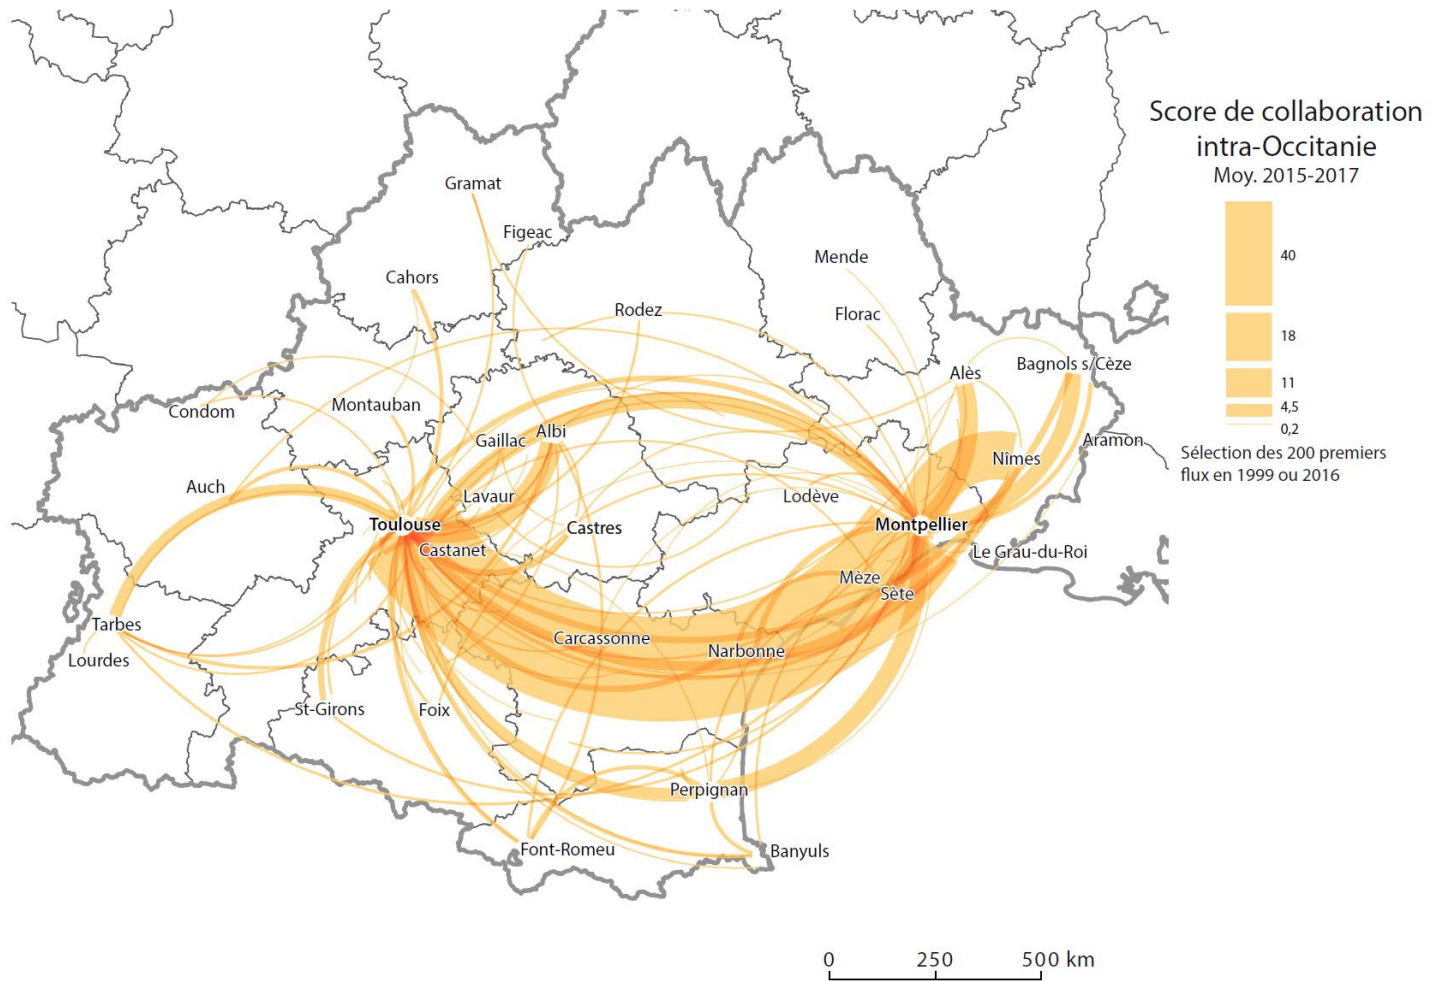 Score de collaboration
intra-Occitanie
Moy. 2015-2017
40
18
11
4,5
0,2
Sélection des 200 premiers
flux en 1999 ou 2016
Gramat
Figeac
Cahors
Mende
Rodez
Florac
Bagnols s/Cèze
Alès
Condom
Montauban
Gaillac
Albi
Aramon
Nîmes
Auch
Lavaur
Lodève
Toulouse
Castres
Montpellier
Castanet
Le Grau-du-Roi
Mèze
Sète
Tarbes
Carcassonne
Narbonne
Lourdes
St-Girons
Foix
Perpignan
Font-Romeu
Banyuls
0 250 500 km